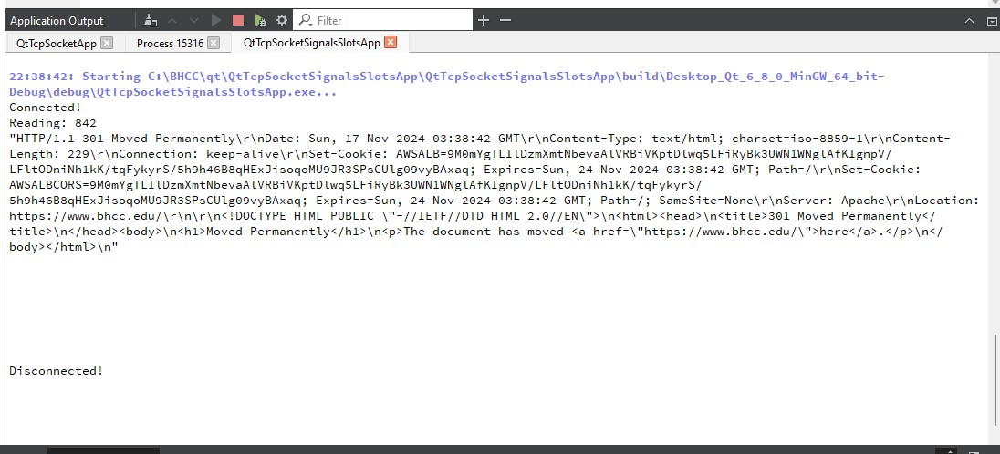 Application Output
Filter
QtTcpSocketApp
Process 15316
QtTcpSocketSignalsSlotsApp
22:38:42: Starting C:\BHCC\qt\QtTcpSocketSignalsSlotsApp\QtTcpSocketSignalsSlotsApp\build\Desktop_Qt_6_8_0_MinGW_64_bit-
Debug\debug\QtTcpSocketSignalsSlotsApp.exe...
Connected!
Reading: 842
"HTTP/1.1 301 Moved Permanently\r\nDate: Sun, 17 Nov 2024 03:38:42 GMT\r\nContent-Type: text/html; charset=iso-8859-1\r\nContent-
Length: 229\r\nConnection: keep-alive\r\nSet-Cookie: AWSALB=9M0mYgTLIlDzmXmtNbevaAlVRBiVKptDlwq5LFiRyBk3UWN1WNglAfKIgnpV/
LFltODniNh1kK/tqFykyrS/5h9h46B8qHExJisoqoMU9JR3SPsCUlg09vyBAxaq; Expires=Sun, 24 Nov 2024 03:38:42 GMT; Path=/\r\nSet-Cookie:
AWSALBCORS=9M0mYgTLIlDzmXmtNbevaAlVRBiVKptDlwq5LFiRyBk3UWN1WNglAfKIgnpV/LFltODniNh1kK/tqFykyrS/
5h9h46B8qHExJisoqoMU9JR3SPsCUlg09vyBAxaq; Expires=Sun, 24 Nov 2024 03:38:42 GMT; Path=/; SameSite=None\r\nServer: Apache\r\nLocation:
https://www.bhcc.edu/\r\n\r\n<!DOCTYPE HTML PUBLIC \"-//IETF//DTD HTML 2.0//EN\">\n<html><head>\n<title>301 Moved Permanently</
title>\n</head><body>\n<h1>Moved Permanently</h1>\n<p>The document has moved <a href=\"https://www.bhcc.edu/\">here</a>.</p>\n</
body></html>\n"
Disconnected!